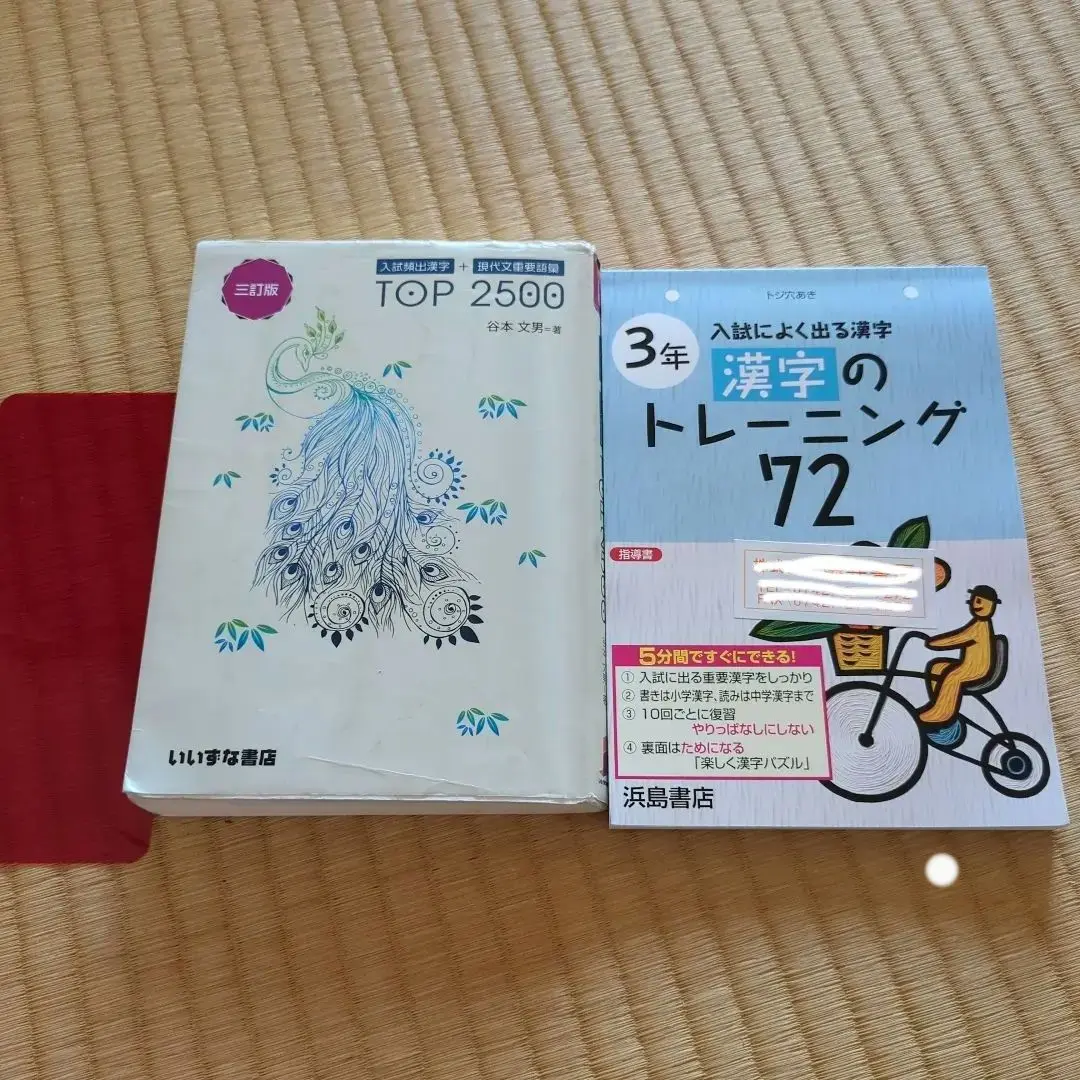 三訂版
入試頻出漢字 + 現代文重要語彙
TOP 2500
谷本 文男=著
いいずな書店
トジ穴あき
3年
入試によく出る漢字
漢字の
トレーニング
72
指導書
5分間ですぐにできる!
① 入試に出る重要漢字をしっかり
② 書きは小学漢字、読みは中学漢字まで
③ 10回ごとに復習
やりっぱなしにしない
④ 裏面はためになる
「楽しく漢字パズル」
浜島書店